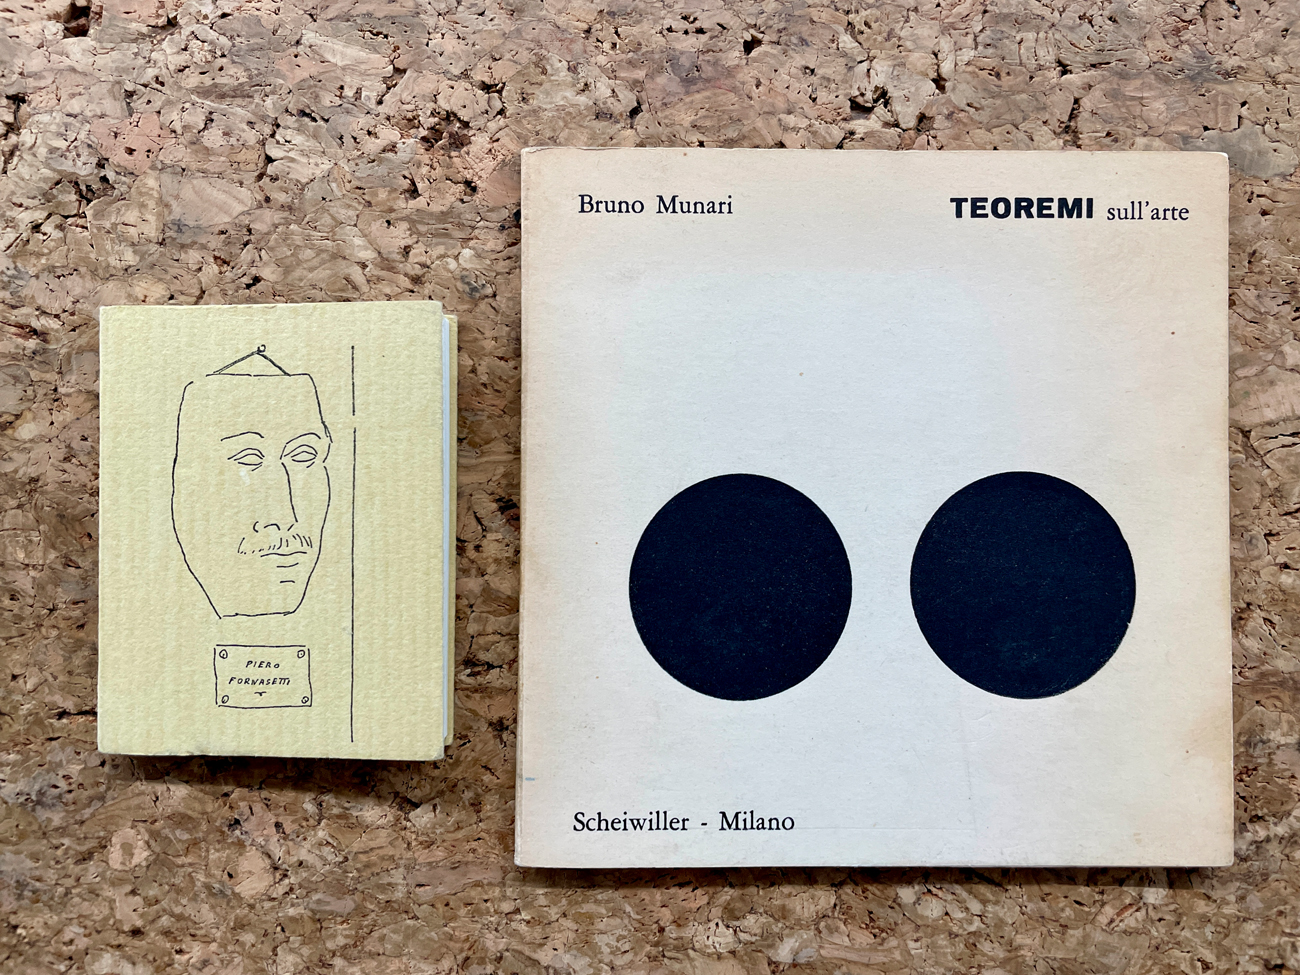 PIERO
FORNASETTI
Bruno Munari
TEOREMI sull'arte
Scheiwiller - Milano